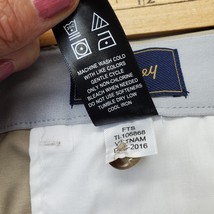 MACHINE WASH COLD
WITH LIKE COLORS
GENTLE CYCLE
ONLY NON-CHLORINE
BLEACH WHEN NEEDED
DO NOT USE SOFTENERS
TUMBLE DRY LOW
COOL IRON
FTS
TL106868
VIETNAM
2016